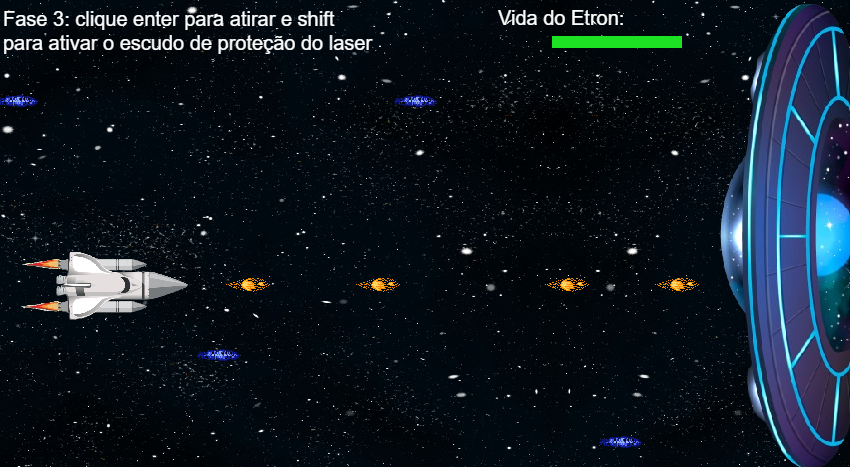 Fase 3: clique enter para atirar e shift
para ativar o escudo de proteção do laser
Vida do Etron: